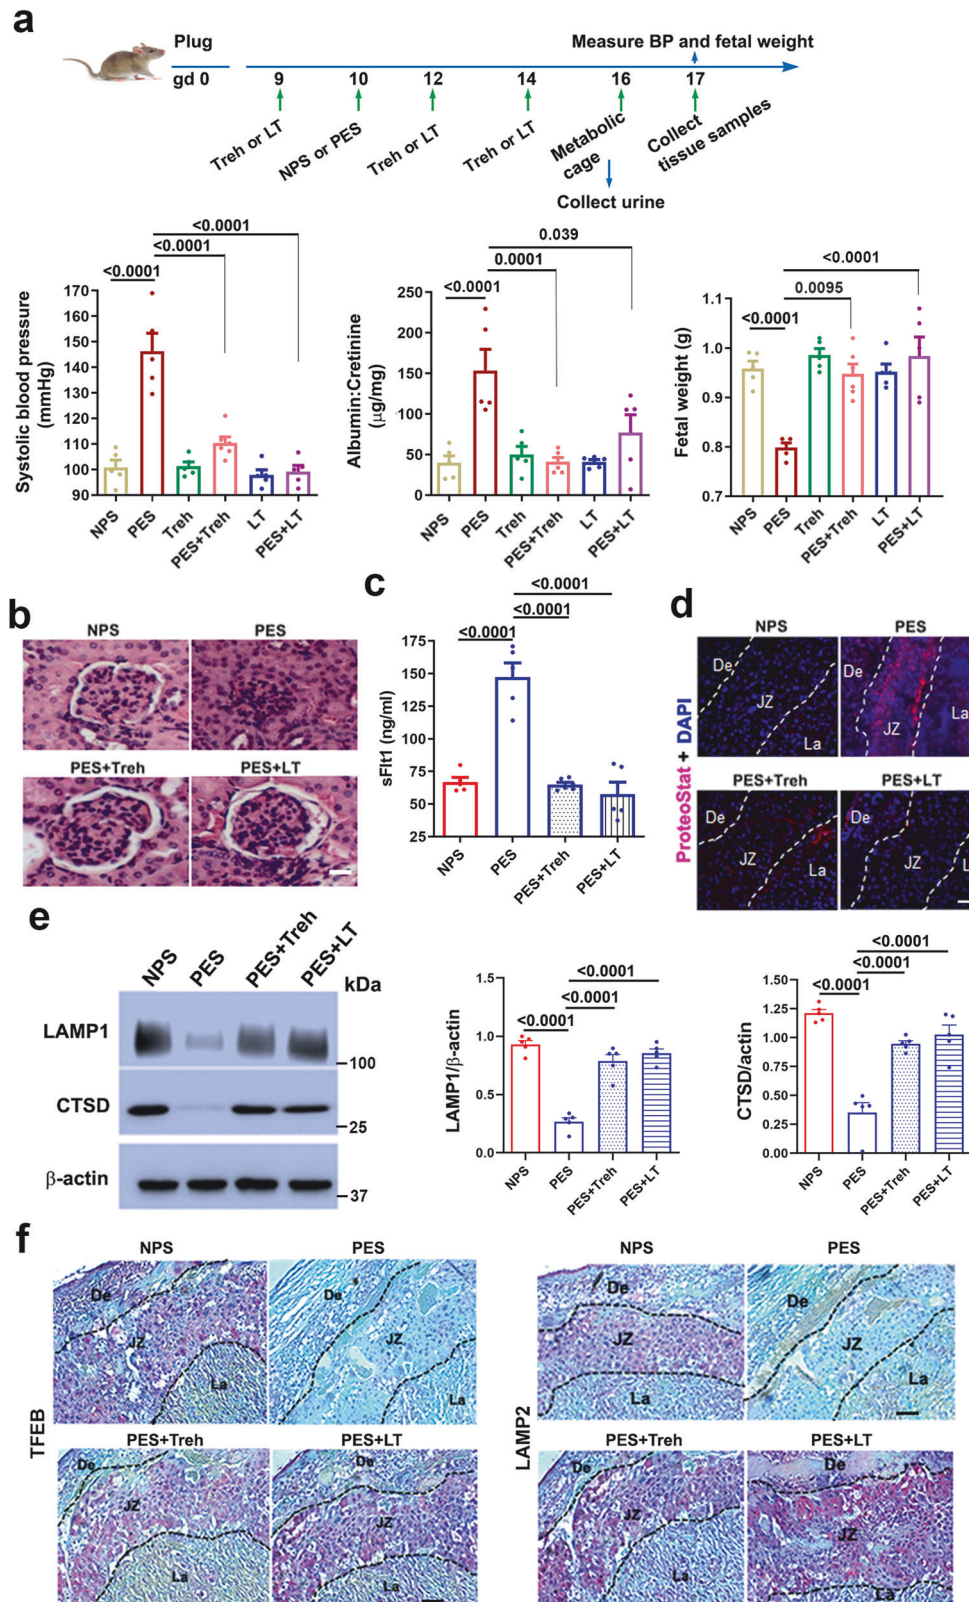 a
Plug
gd 0
Measure BP and fetal weight
9 10 12 14 16 17
Treh or LT
NPS or PES
Treh or LT
Treh or LT
Metabolic cage
Collect tissue samples
Collect urine
<0.0001
<0.0001
<0.0001
Systolic blood pressure (mmHg)
170
160
150
140
130
120
110
100
90
NPS PES Treh PES+Treh LT PES+LT
0.039
0.0001
<0.0001
Albumin:Cretinine (µg/mg)
250
200
150
100
50
0
NPS PES Treh PES+Treh LT PES+LT
<0.0001
0.0095
<0.0001
Fetal weight (g)
1.1
1.0
0.9
0.8
0.7
NPS PES Treh PES+Treh LT PES+LT
b
NPS PES
PES+Treh PES+LT
c
<0.0001
<0.0001
<0.0001
sFlt1 (ng/ml)
175
150
125
100
75
50
25
NPS PES PES+Treh PES+LT
d
ProteoStat + DAPI
NPS PES
De JZ La
De JZ La
PES+Treh PES+LT
De JZ La
De JZ L
e
NPS PES PES+Treh PES+LT
kDa
LAMP1
100
CTSD
25
β-actin
37
<0.0001
<0.0001
<0.0001
LAMP1/β-actin
1.5
1.0
0.5
0.0
NPS PES PES+Treh PES+LT
<0.0001
<0.0001
<0.0001
CTSD/actin
1.50
1.25
1.00
0.75
0.50
0.25
0.00
NPS PES PES+Treh PES+LT
f
TFEB
NPS PES
De JZ La
De JZ La
PES+Treh PES+LT
De JZ La
De JZ La
LAMP2
NPS PES
De JZ La
De JZ La
PES+Treh PES+LT
De JZ La
De JZ La